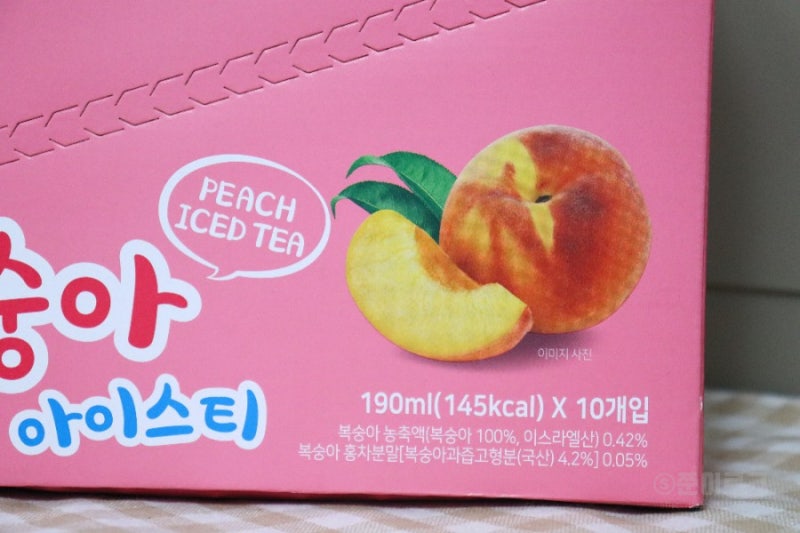 PEACH
ICED TEA
숭아
아이스티
이미지 사진
190ml(145kcal) X 10개입
복숭아 농축액(복숭아 100%, 이스라엘산) 0.42%
복숭아 홍차분말[복숭아과즙고형분(국산) 4.2%] 0.05%